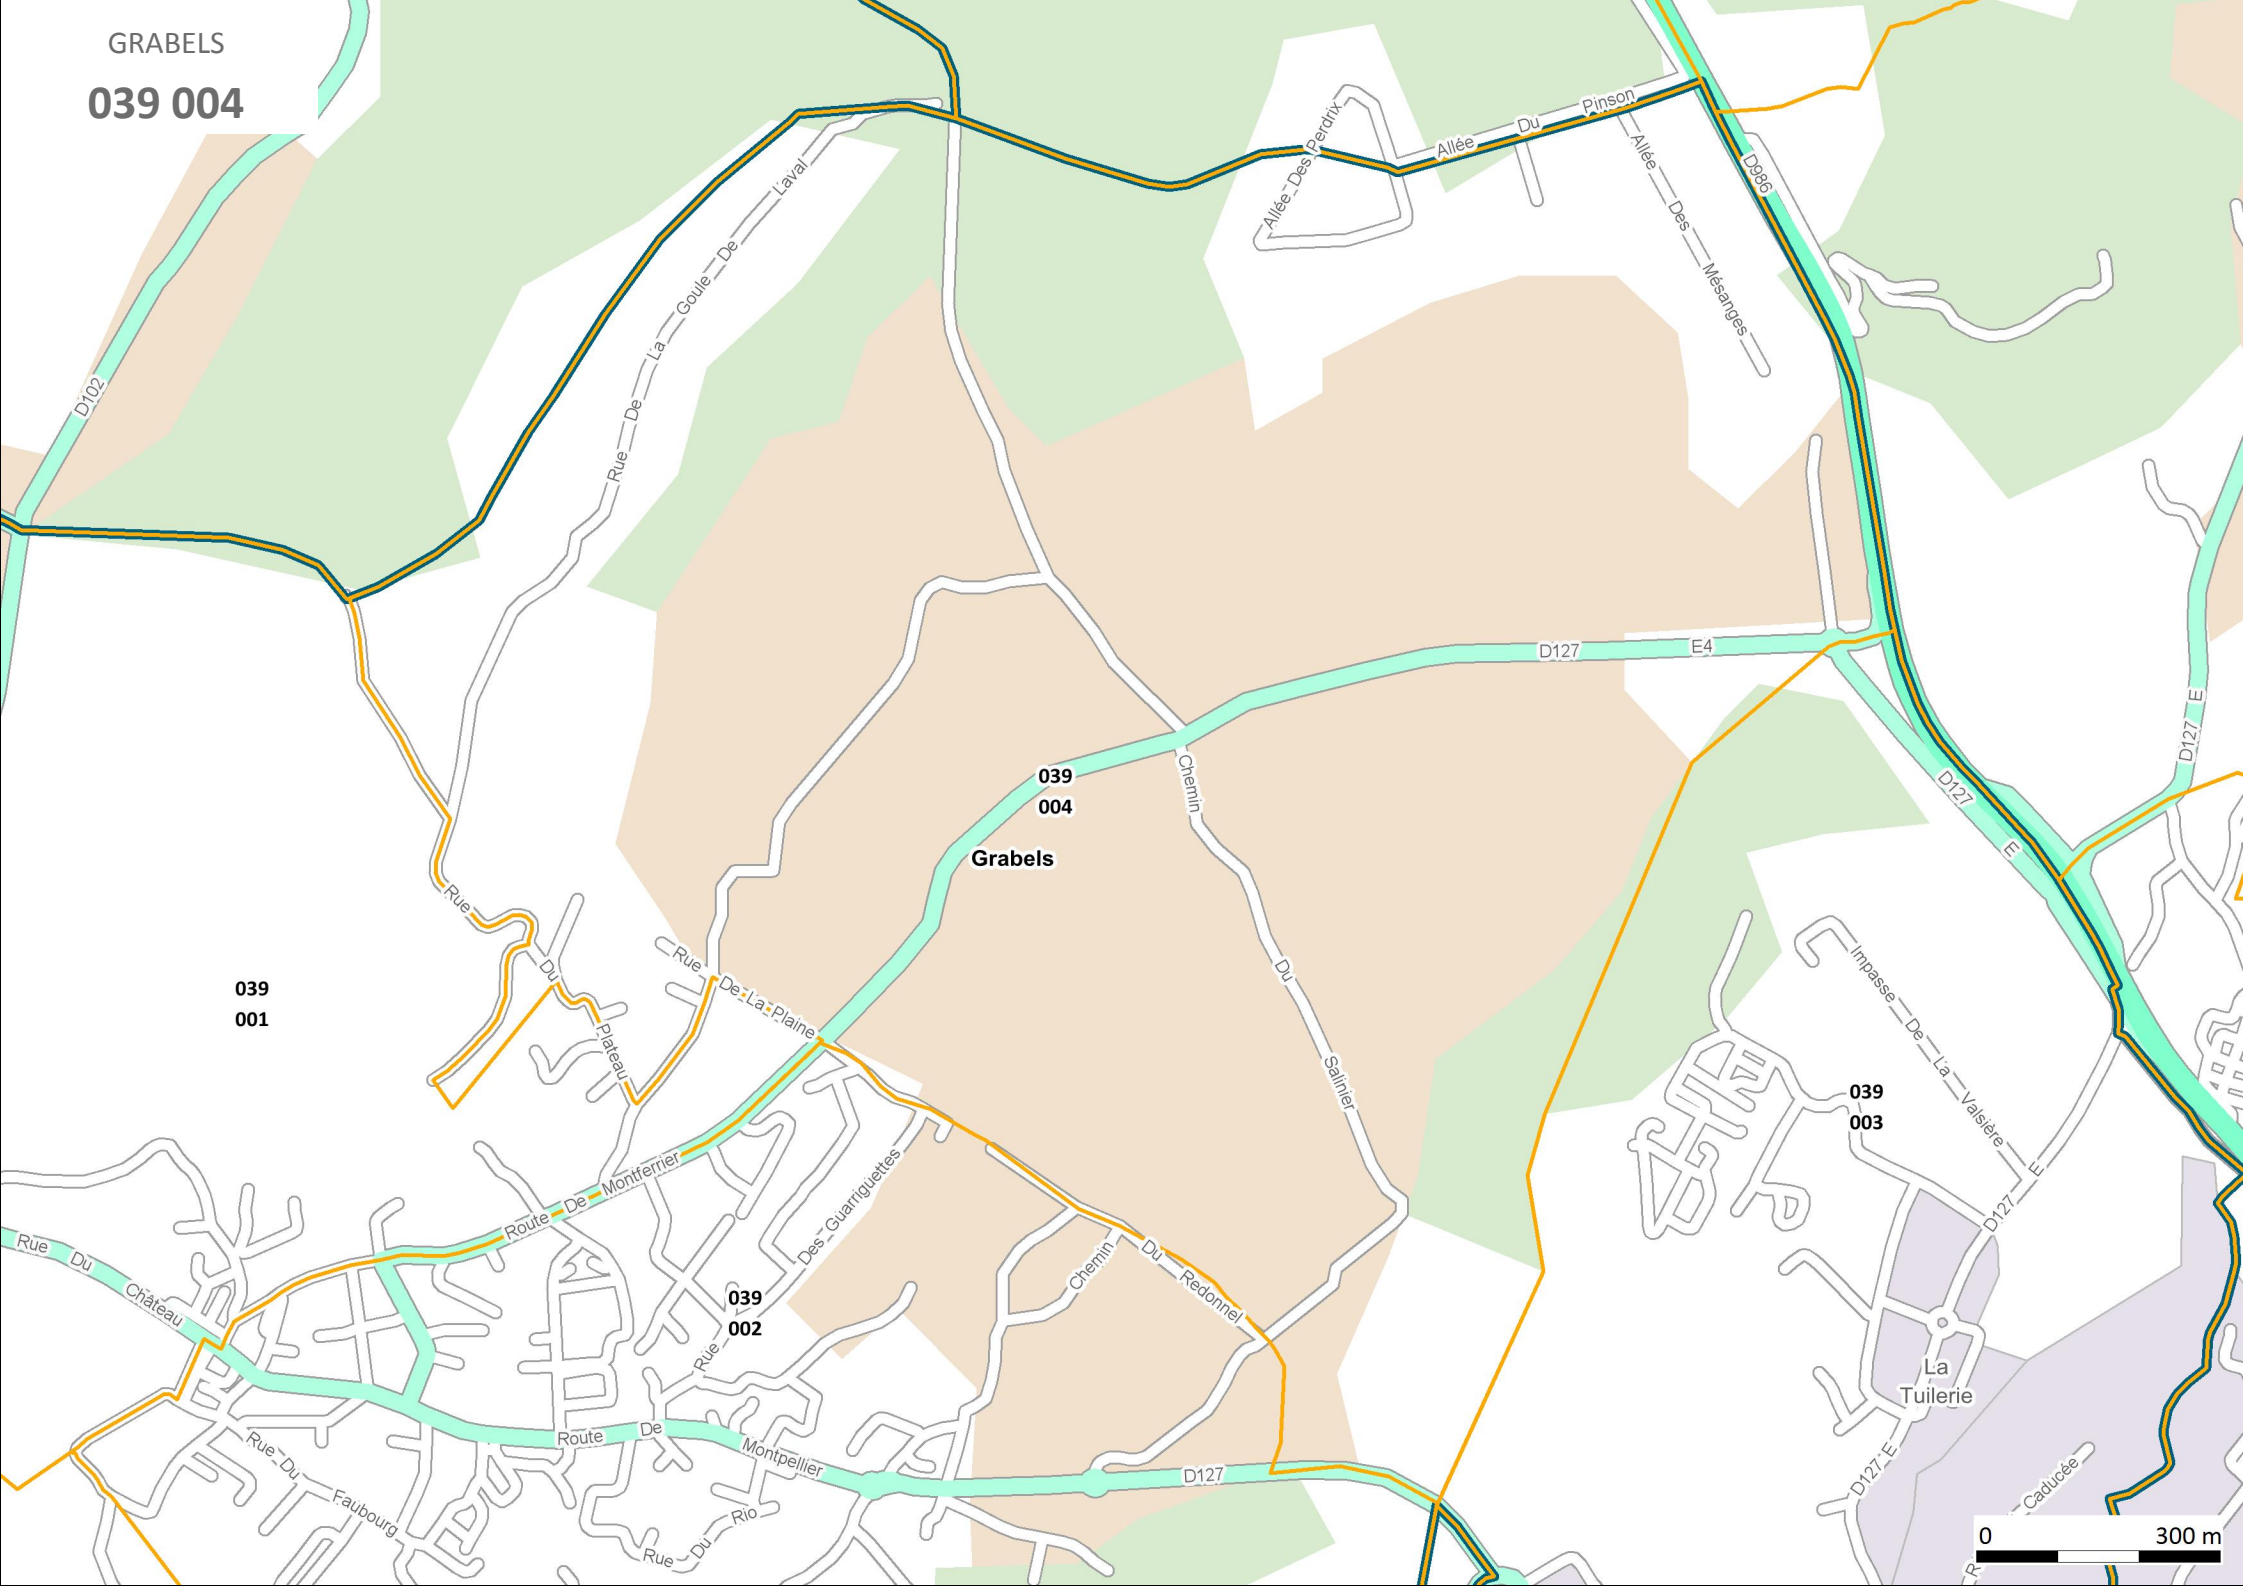 GRABELS
039 004
Allée Des Perdrix
Allée Du Pinson
Allée Des Mésanges
D986
Rue De La Goule De Laval
D102
D127 E4
D127 E
D127 E
039
004
Grabels
Chemin Du Salinier
Rue Du Plateau
Rue De La Plaine
039
001
Impasse De La Valsière
039
003
D127 E
Route De Montferrier
Rue Du Château
Rue Des Guarriguettes
039
002
Chemin Du Redonnel
La
Tuilerie
Route De Montpellier
D127
D127 E
Rue Du Faubourg
Rue Du Rio
R
Caducée
0 300 m